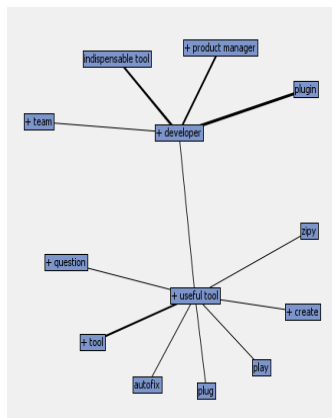 + product manager
indispensable tool
plugin
+ team
+ developer
zipy
+ question
+ useful tool
+ create
+ tool
play
autofix
plug